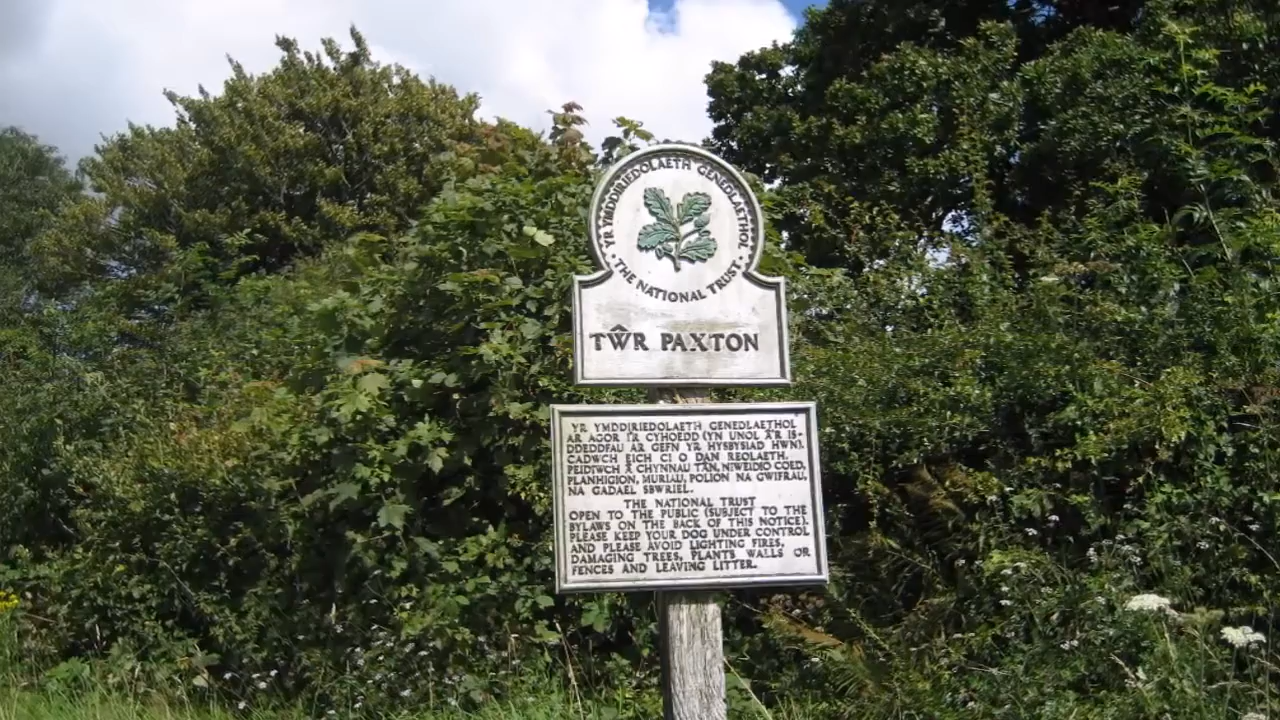 YR YMDDIRIEDOLAETH GENEDLAETHOL
· THE NATIONAL TRUST ·
TŴR PAXTON
YR YMDDIRIEDOLAETH GENEDLAETHOL
AR AGOR I'R CYHOEDD (YN UNOL Â'R IS-
DDEDDFAU AR GEFN YR HYSBYSIAD HWN).
CADWCH EICH CI O DAN REOLAETH.
PEIDIWCH Â CHYNNAU TÂN, NIWEIDIO COED,
PLANHIGION, MURIAU, POLION NA GWIFRAU,
NA GADAEL SBWRIEL.
THE NATIONAL TRUST
OPEN TO THE PUBLIC (SUBJECT TO THE
BYLAWS ON THE BACK OF THIS NOTICE).
PLEASE KEEP YOUR DOG UNDER CONTROL
AND PLEASE AVOID LIGHTING FIRES,
DAMAGING TREES, PLANTS WALLS OR
FENCES AND LEAVING LITTER.